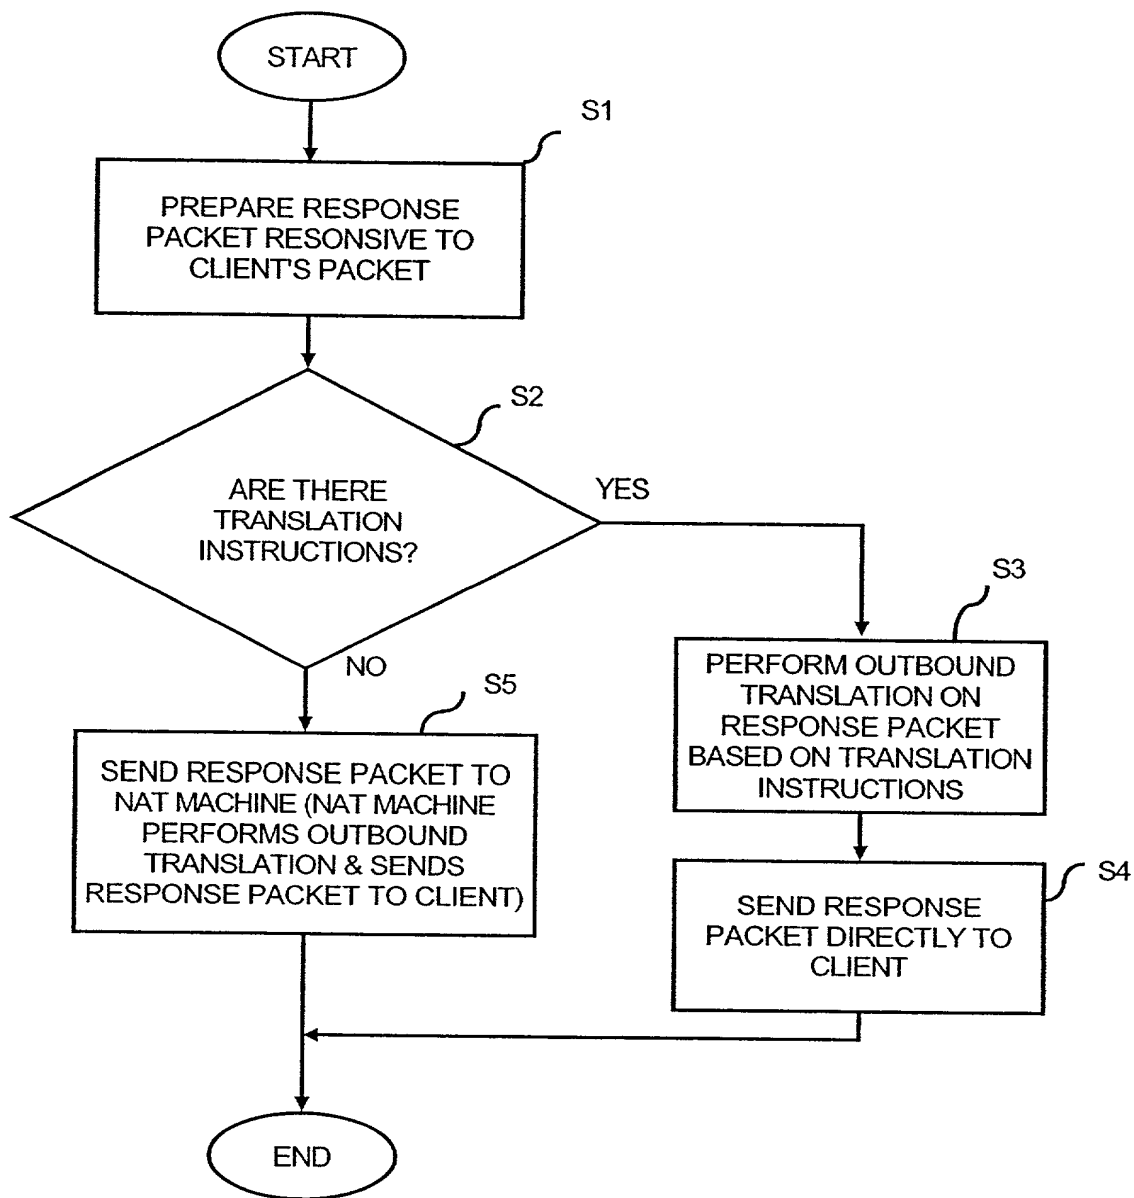 START
S1
PREPARE RESPONSE
PACKET RESONSIVE TO
CLIENT'S PACKET
S2
ARE THERE
TRANSLATION
INSTRUCTIONS?
YES
NO
S3
PERFORM OUTBOUND
TRANSLATION ON
RESPONSE PACKET
BASED ON TRANSLATION
INSTRUCTIONS
S5
SEND RESPONSE PACKET TO
NAT MACHINE (NAT MACHINE
PERFORMS OUTBOUND
TRANSLATION & SENDS
RESPONSE PACKET TO CLIENT)
S4
SEND RESPONSE
PACKET DIRECTLY TO
CLIENT
END